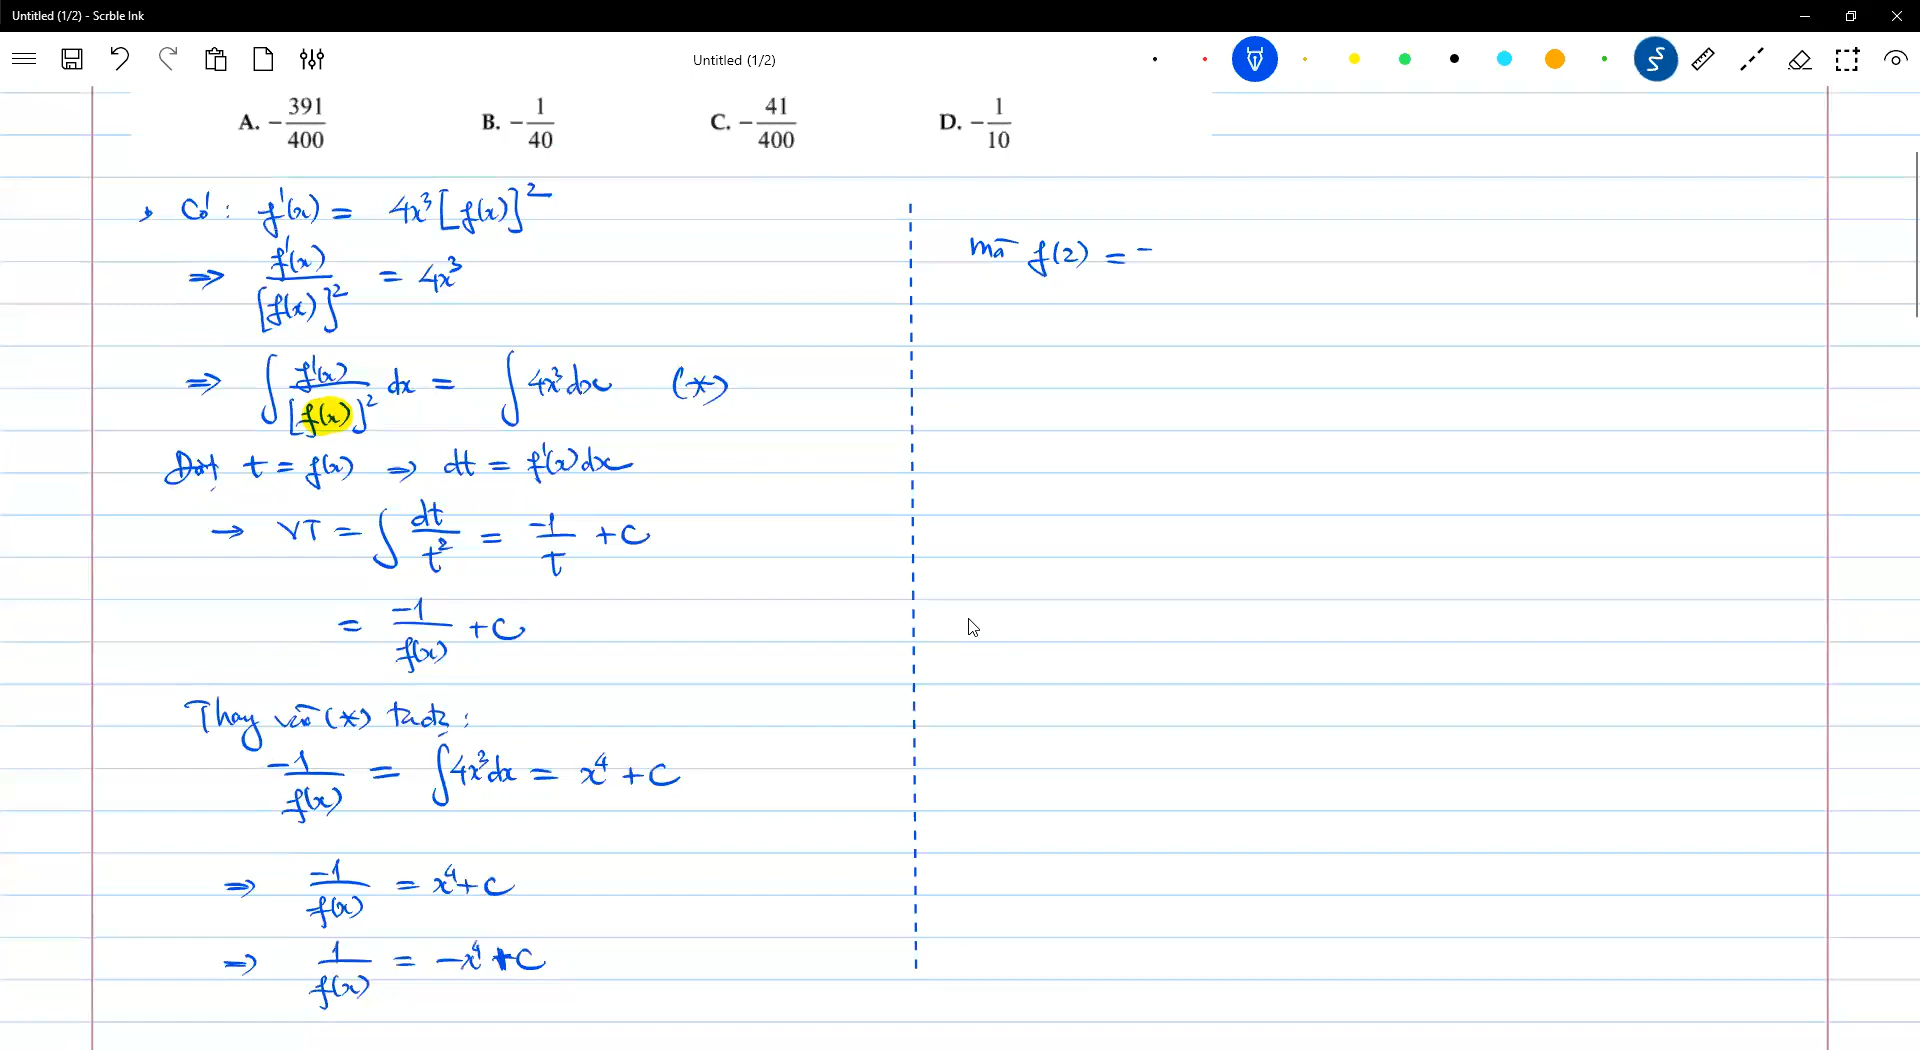 Untitled (1/2) - Scrble Ink
Untitled (1/2)
A. -391/400 B. -1/40 C. -41/400 D. -1/10
Có: f'(x) = 4x³[f(x)]²
⇒ f'(x)/[f(x)]² = 4x³
⇒ ∫ f'(x)/[f(x)]² dx = ∫ 4x³dx (*)
Đặt t = f(x) ⇒ dt = f'(x)dx
→ VT = ∫ dt/t² = -1/t + C
= -1/f(x) + C
Thay vào (*) ta đc:
-1/f(x) = ∫4x³dx = x⁴ + C
⇒ -1/f(x) = x⁴ + C
⇒ 1/f(x) = -x⁴ + C
mà f(2) = -